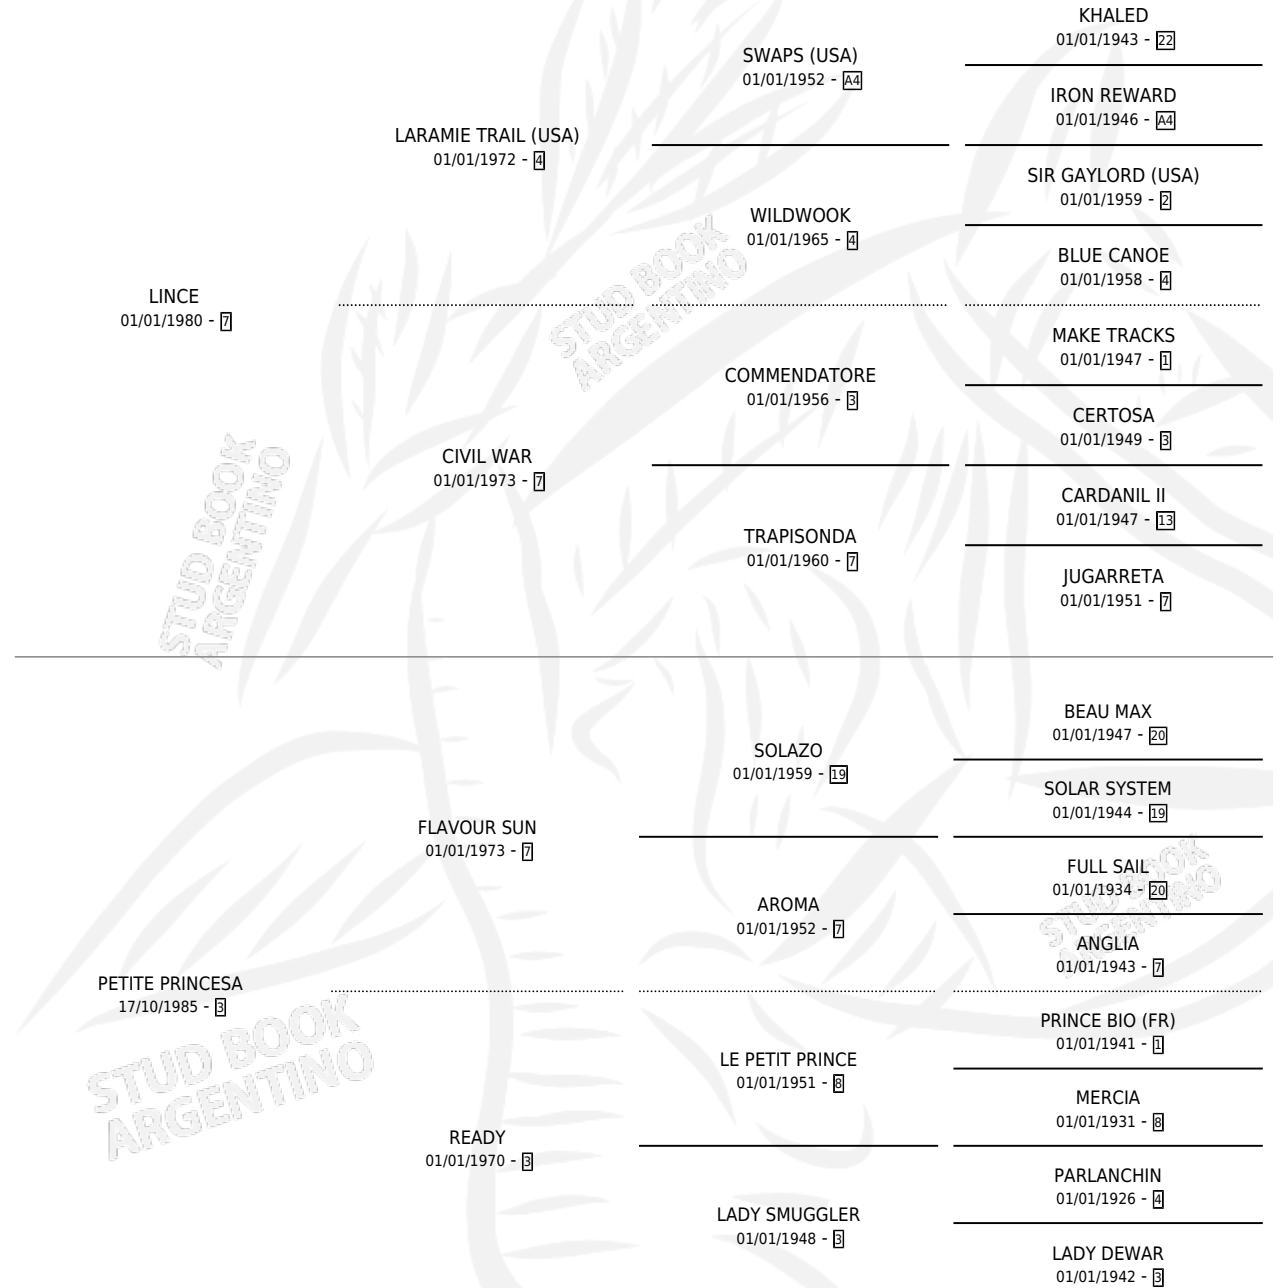 KHALED
01/01/1943 - 22
SWAPS (USA)
01/01/1952 - A4
IRON REWARD
01/01/1946 - A4
LARAMIE TRAIL (USA)
01/01/1972 - 4
SIR GAYLORD (USA)
01/01/1959 - 2
WILDWOOK
01/01/1965 - 4
BLUE CANOE
01/01/1958 - 4
LINCE
01/01/1980 - 7
MAKE TRACKS
01/01/1947 - 1
COMMENDATORE
01/01/1956 - 3
CERTOSA
01/01/1949 - 3
CIVIL WAR
01/01/1973 - 7
CARDANIL II
01/01/1947 - 13
TRAPISONDA
01/01/1960 - 7
JUGARRETA
01/01/1951 - 7
BEAU MAX
01/01/1947 - 20
SOLAZO
01/01/1959 - 19
SOLAR SYSTEM
01/01/1944 - 19
FLAVOUR SUN
01/01/1973 - 7
FULL SAIL
01/01/1934 - 20
AROMA
01/01/1952 - 7
ANGLIA
01/01/1943 - 7
PETITE PRINCESA
17/10/1985 - 3
PRINCE BIO (FR)
01/01/1941 - 1
LE PETIT PRINCE
01/01/1951 - 8
MERCIA
01/01/1931 - 8
READY
01/01/1970 - 3
PARLANCHIN
01/01/1926 - 4
LADY SMUGGLER
01/01/1948 - 3
LADY DEWAR
01/01/1942 - 3
STUD BOOK
ARGENTINO
STUD BOOK
ARGENTINO
STUD BOOK
ARGENTINO
STUD BOOK
ARGENTINO